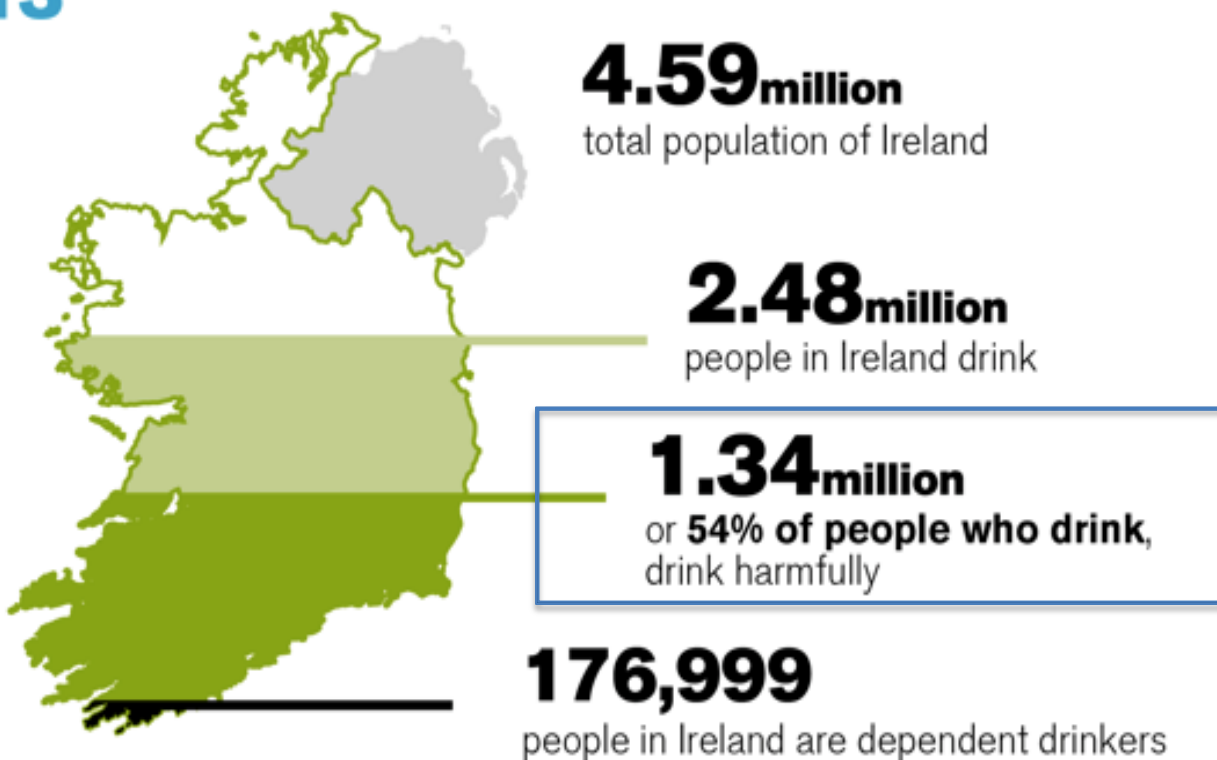 4.59million
total population of Ireland
2.48million
people in Ireland drink
1.34million
or 54% of people who drink,
drink harmfully
176,999
people in Ireland are dependent drinkers